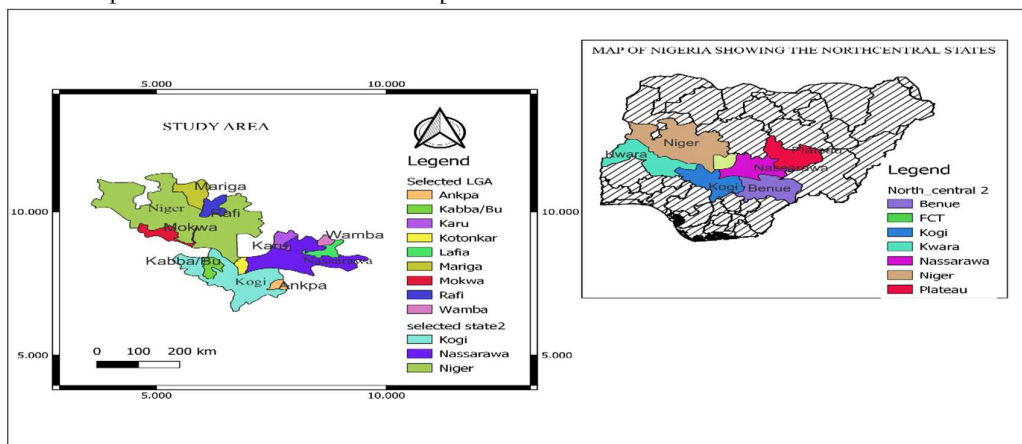 5.000
10.000
STUDY AREA
Legend
Selected LGA
Ankpa
Kabba/Bu
Karu
Kotonkar
Lafia
Mariga
Mokwa
Rafi
Wamba
selected state2
Kogi
Nassarawa
Niger
Mariga
Niger
Rafi
Mokwa
Karu
Wamba
Kabba/Bu
Nassarawa
Kogi
Ankpa
10.000
10.000
5.000
5.000
0 100 200 km
5.000
10.000
MAP OF NIGERIA SHOWING THE NORTHCENTRAL STATES
Niger
Plateau
Kwara
Nassarawa
Kogi
Benue
Legend
North_central 2
Benue
FCT
Kogi
Kwara
Nassarawa
Niger
Plateau